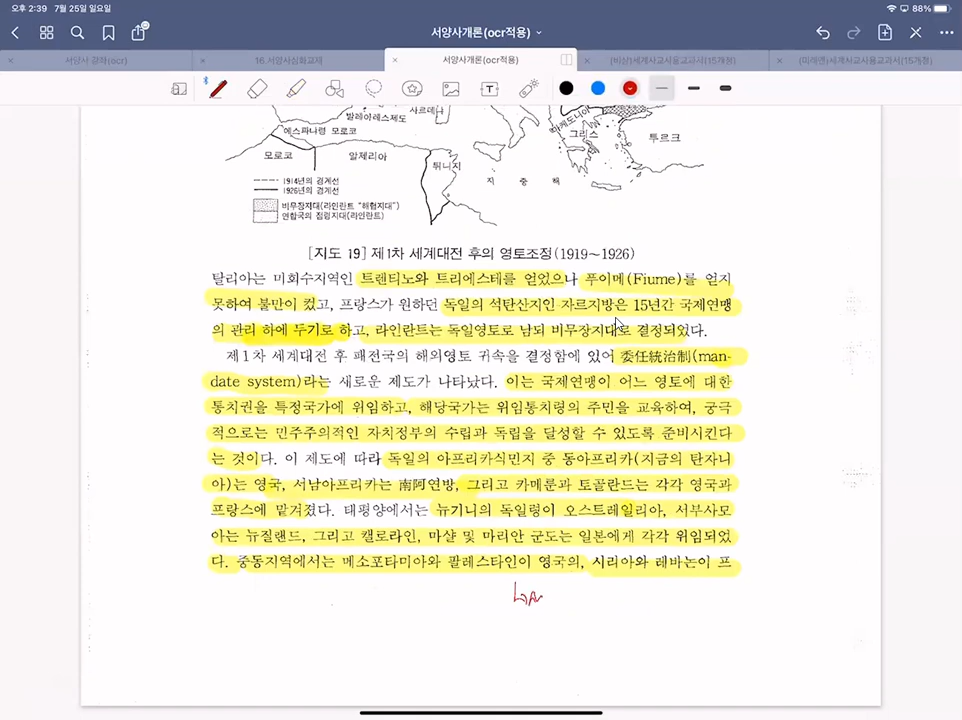 오후 2:39 7월 25일 일요일
88%
서양사개론(ocr적용)
서양사 강좌(ocr)
16.서양사심화교재
서양사개론(ocr적용)
(비상)세계사교사용교과서(15개정)
(미래엔)세계사교사용교과서(15개정)
발레아레스제도
사르데냐
에스파냐령 모로코
모로코
알제리아
튀니지
지 중 해
마케도니아
그리스
투르크
1914년의 경계선
1926년의 경계선
비무장지대(라인란트 "해협지대")
연합국의 점령지대(라인란트)
[지도 19] 제1차 세계대전 후의 영토조정(1919~1926)
탈리아는 미회수지역인 트렌티노와 트리에스테를 얻었으나 푸이메(Fiume)를 얻지
못하여 불만이 컸고, 프랑스가 원하던 독일의 석탄산지인 자르지방은 15년간 국제연맹
의 관리 하에 두기로 하고, 라인란트는 독일영토로 남되 비무장지대로 결정되었다.
제1차 세계대전 후 패전국의 해외영토 귀속을 결정함에 있어 委任統治制(man-
date system)라는 새로운 제도가 나타났다. 이는 국제연맹이 어느 영토에 대한
통치권을 특정국가에 위임하고, 해당국가는 위임통치령의 주민을 교육하여, 궁극
적으로는 민주주의적인 자치정부의 수립과 독립을 달성할 수 있도록 준비시킨다
는 것이다. 이 제도에 따라 독일의 아프리카식민지 중 동아프리카(지금의 탄자니
아)는 영국, 서남아프리카는 南阿연방, 그리고 카메룬과 토골란드는 각각 영국과
프랑스에 맡겨졌다. 태평양에서는 뉴기니의 독일령이 오스트레일리아, 서부사모
아는 뉴질랜드, 그리고 캘로라인, 마샬 및 마리안 군도는 일본에게 각각 위임되었
다. 중동지역에서는 메소포타미아와 팔레스타인이 영국의, 시리아와 레바논이 프